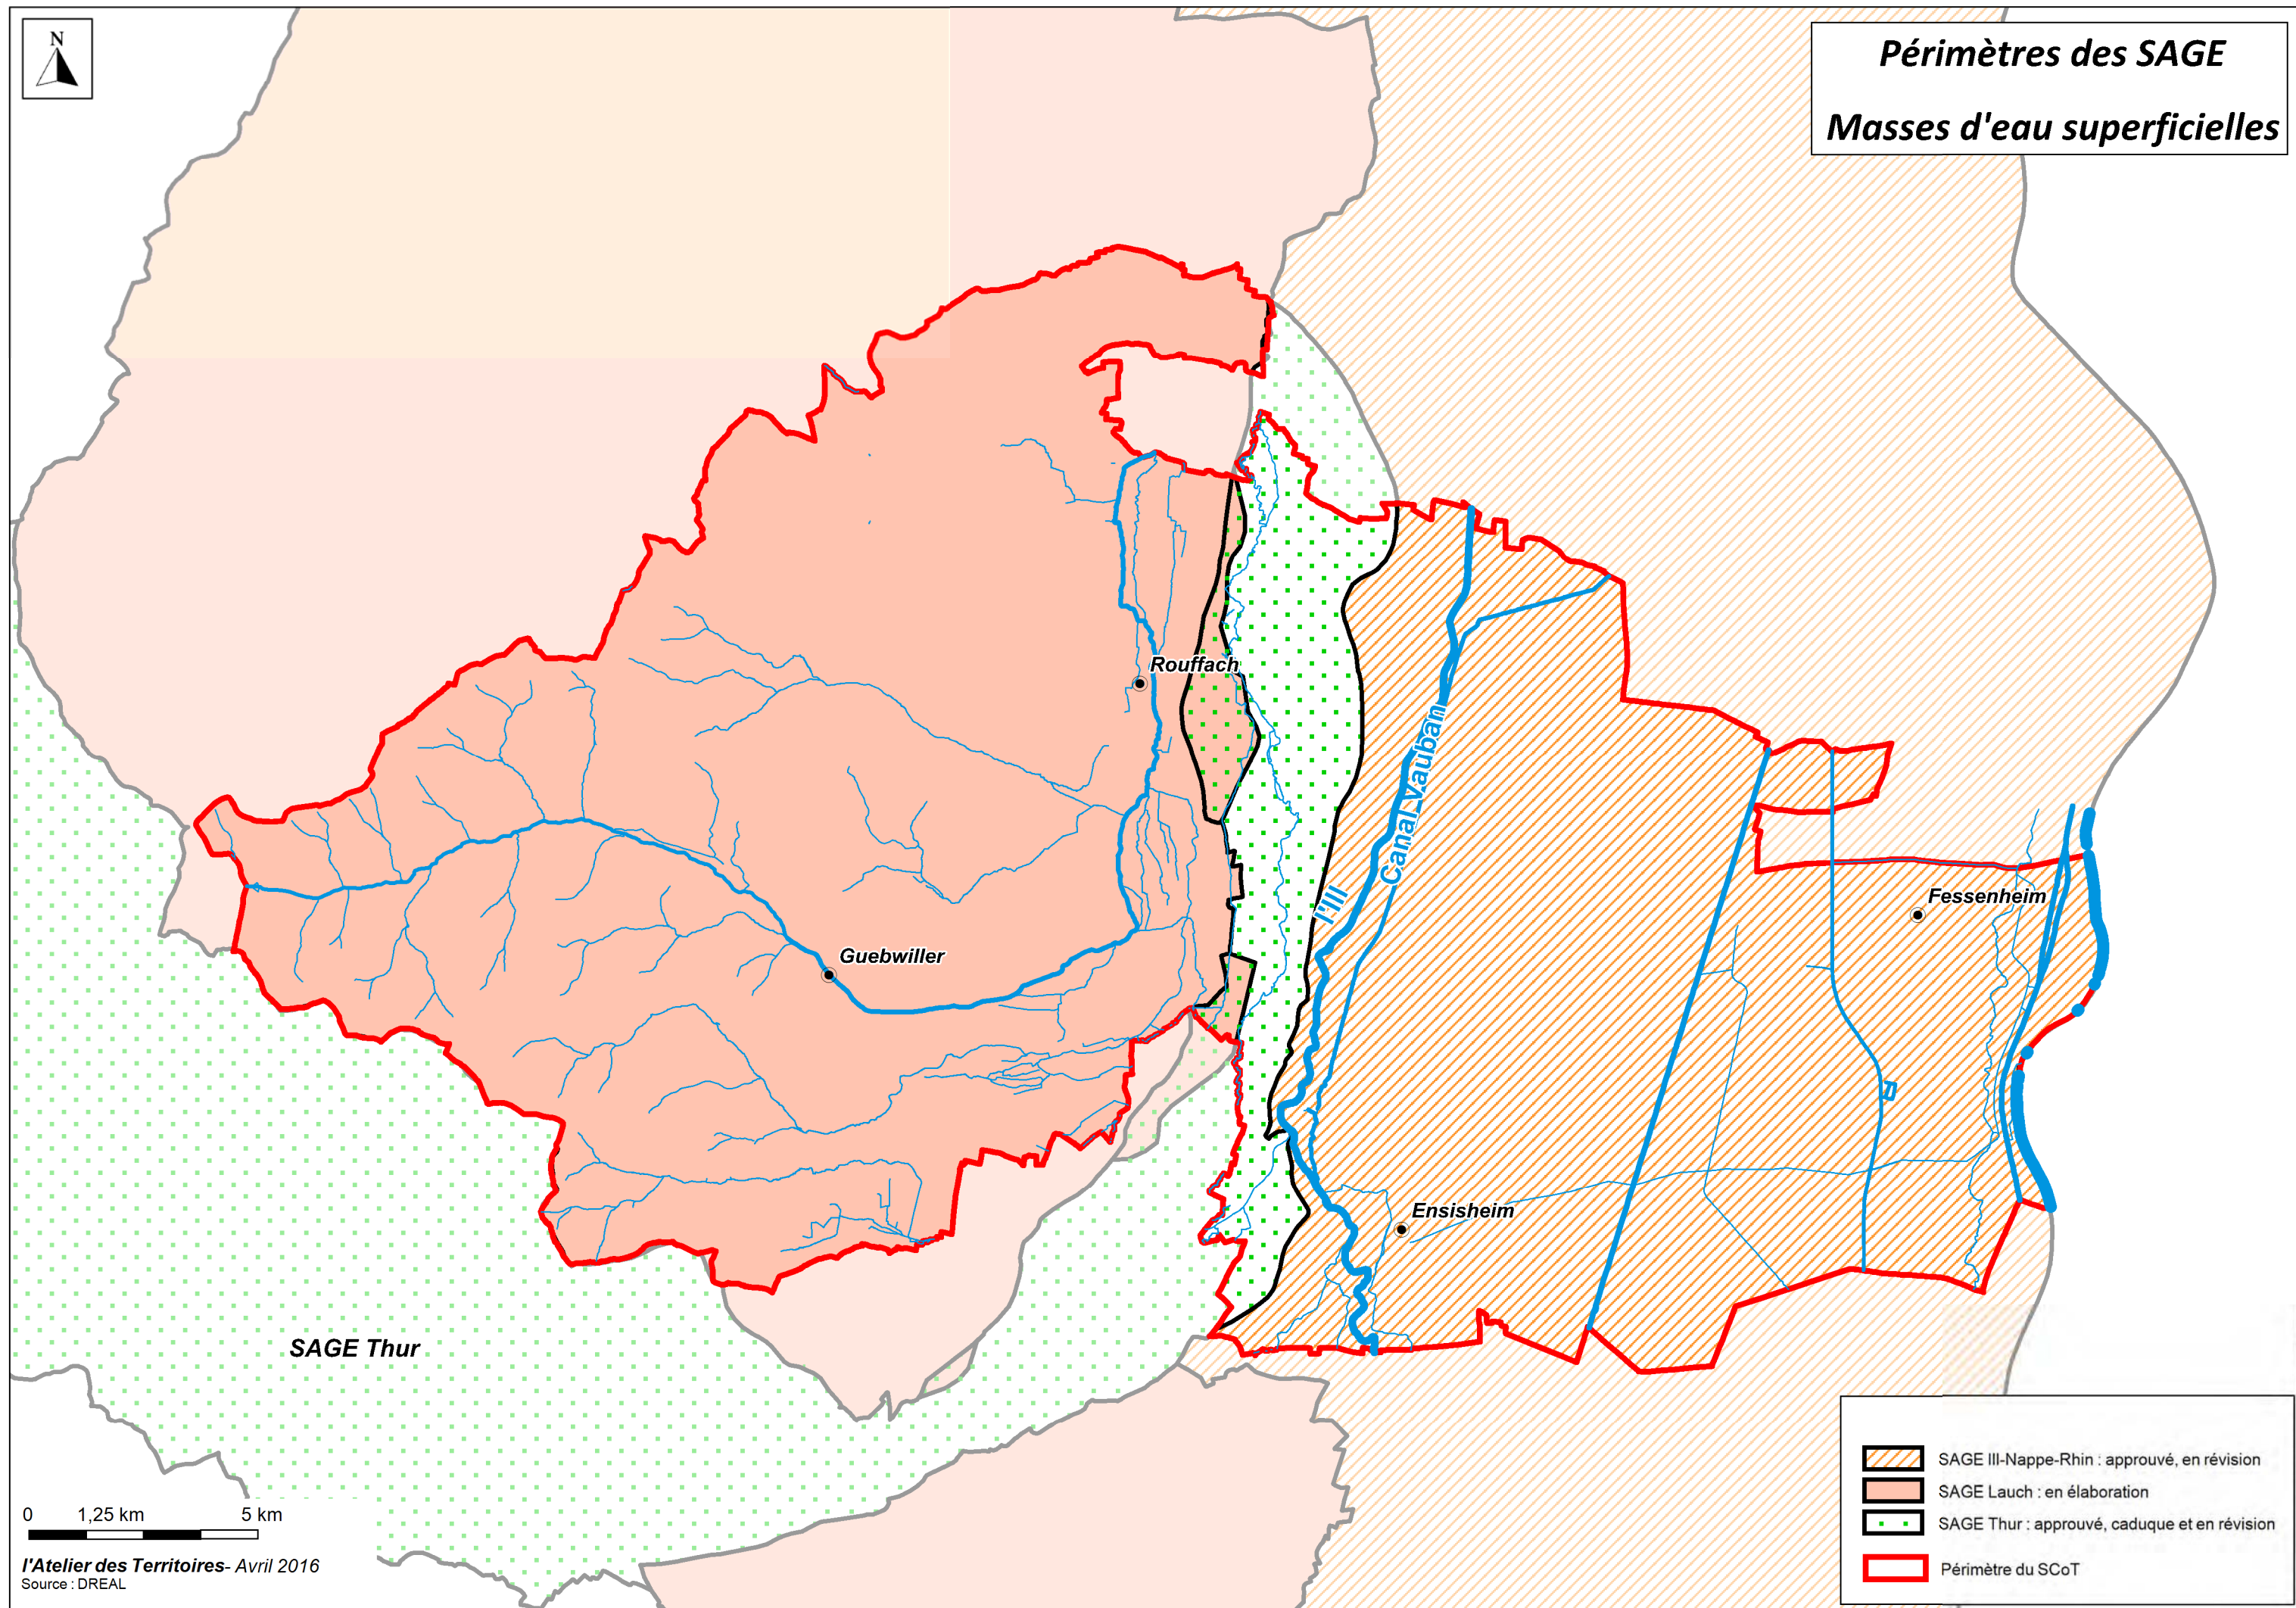 N
Périmètres des SAGE
Masses d'eau superficielles
Rouffach
Canal Vauban
l'Ill
Fessenheim
Guebwiller
Ensisheim
SAGE Thur
SAGE Ill-Nappe-Rhin : approuvé, en révision
SAGE Lauch : en élaboration
SAGE Thur : approuvé, caduque et en révision
Périmètre du SCoT
0 1,25 km 5 km
l'Atelier des Territoires- Avril 2016
Source : DREAL